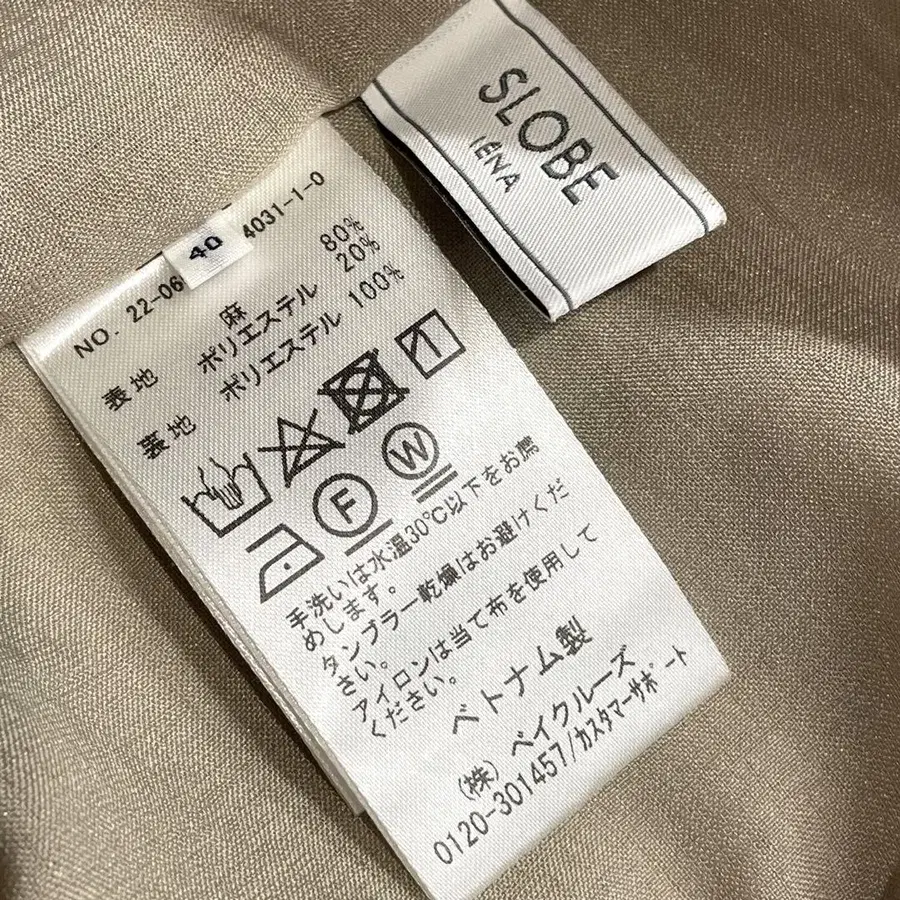 SLOBE
IÉNA
NO. 22-06
40
4031-1-0
表地 麻 80%
ポリエステル 20%
裏地 ポリエステル 100%
F
W
手洗いは水温30℃以下をお薦
めします。
タンブラー乾燥はお避けくだ
さい。
アイロンは当て布を使用して
ください。
ベトナム製
(株) ベイクルーズ
0120-301457/カスタマーサポート